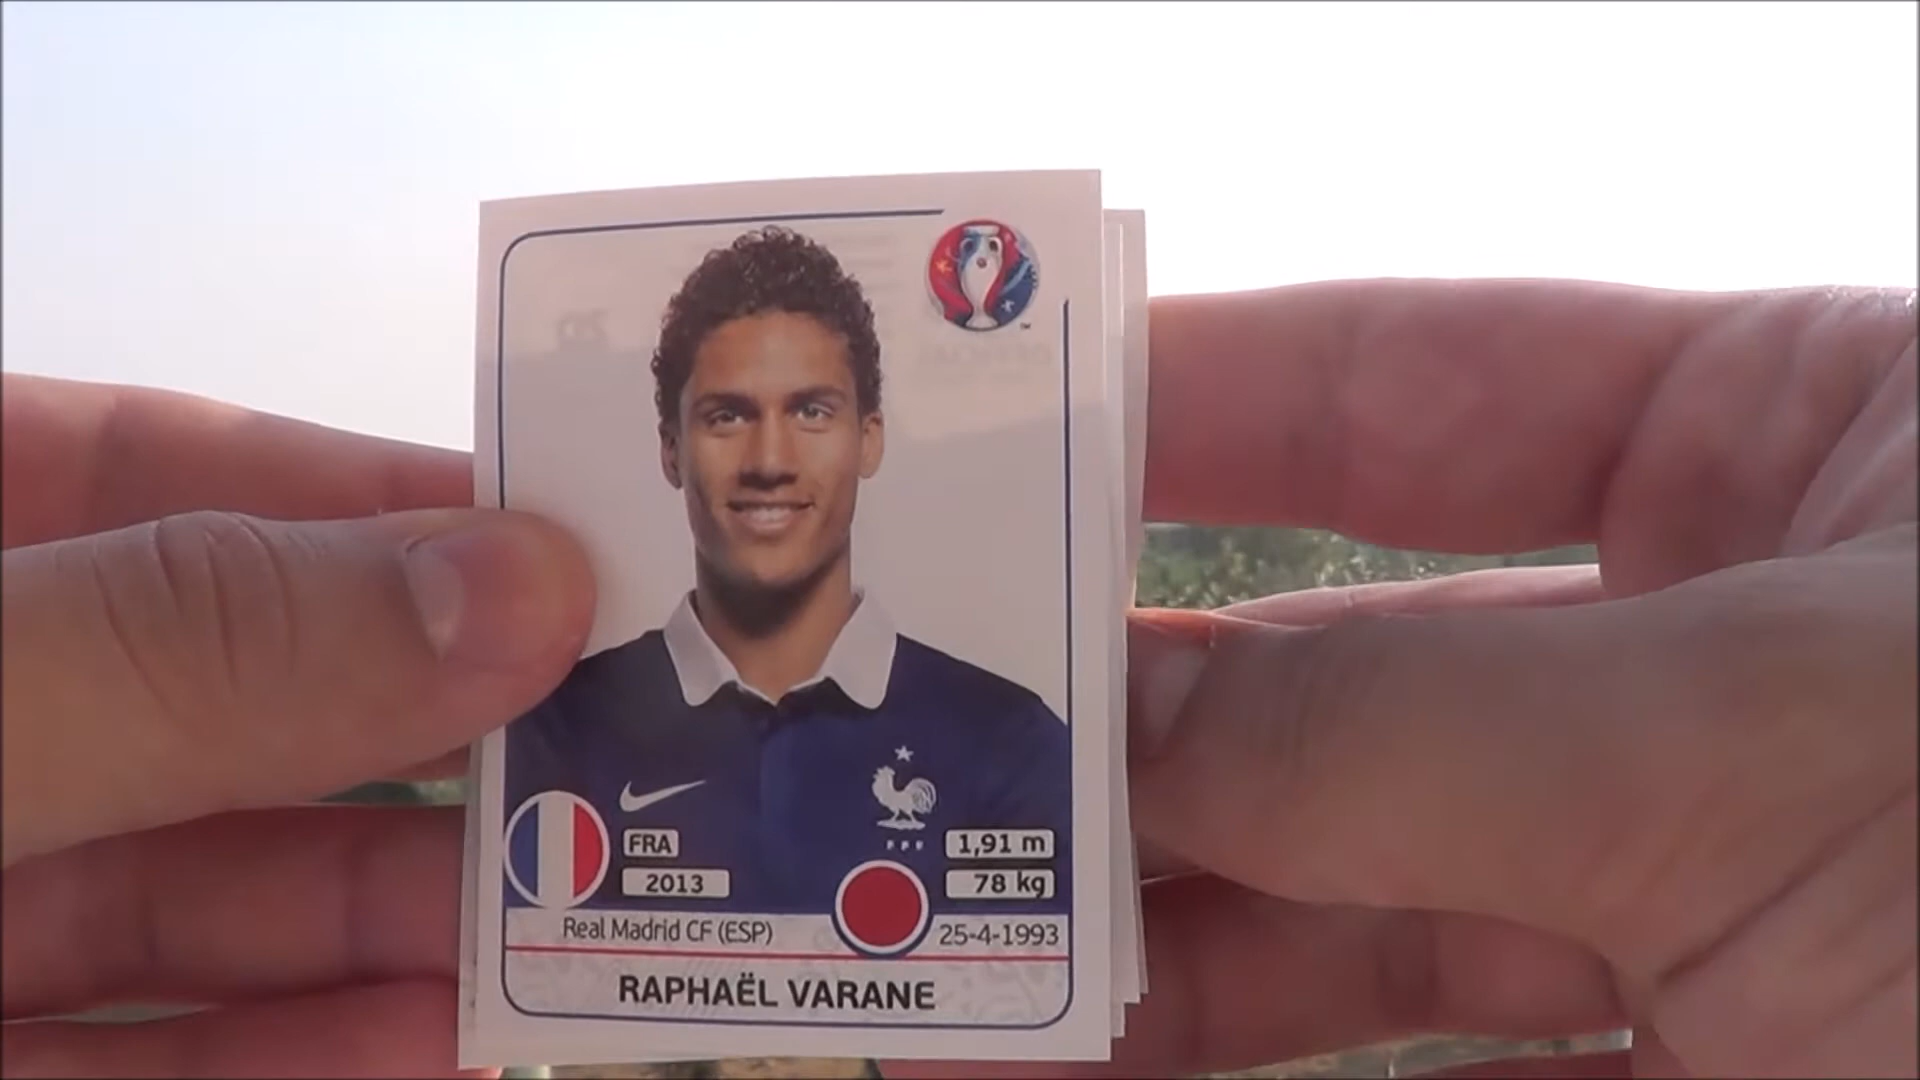 FRA
2013
1,91 m
78 kg
Real Madrid CF (ESP)
25-4-1993
RAPHAËL VARANE